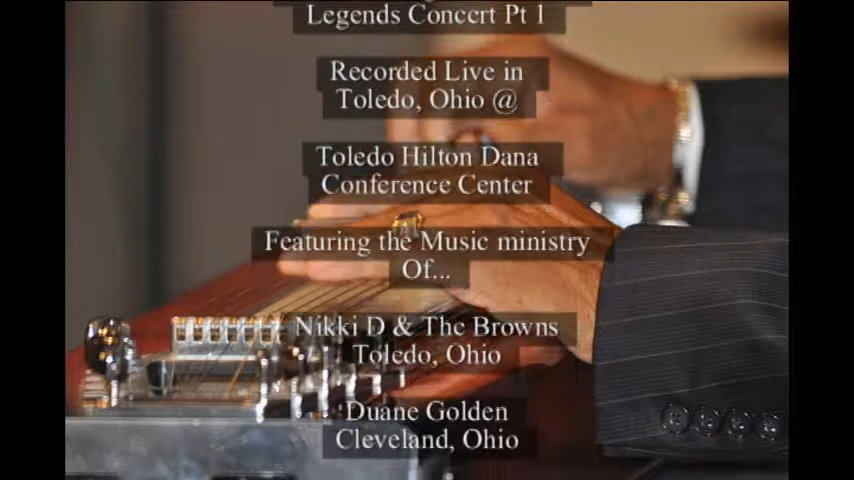 Legends Concert Pt 1
Recorded Live in
Toledo, Ohio @
Toledo Hilton Dana
Conference Center
Featuring the Music ministry
Of...
Nikki D & The Browns
Toledo, Ohio
Duane Golden
Cleveland, Ohio